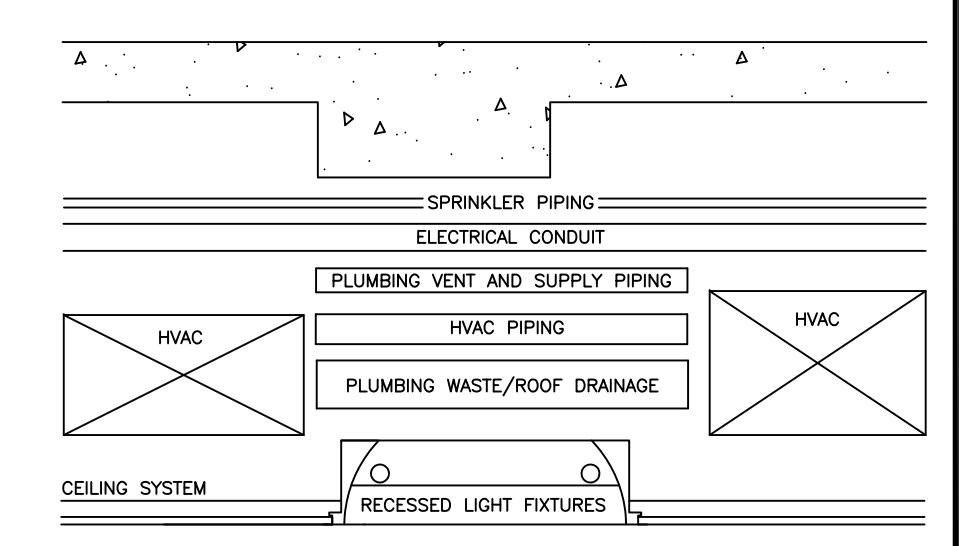 SPRINKLER PIPING
ELECTRICAL CONDUIT
PLUMBING VENT AND SUPPLY PIPING
HVAC
HVAC PIPING
HVAC
PLUMBING WASTE/ROOF DRAINAGE
CEILING SYSTEM
RECESSED LIGHT FIXTURES